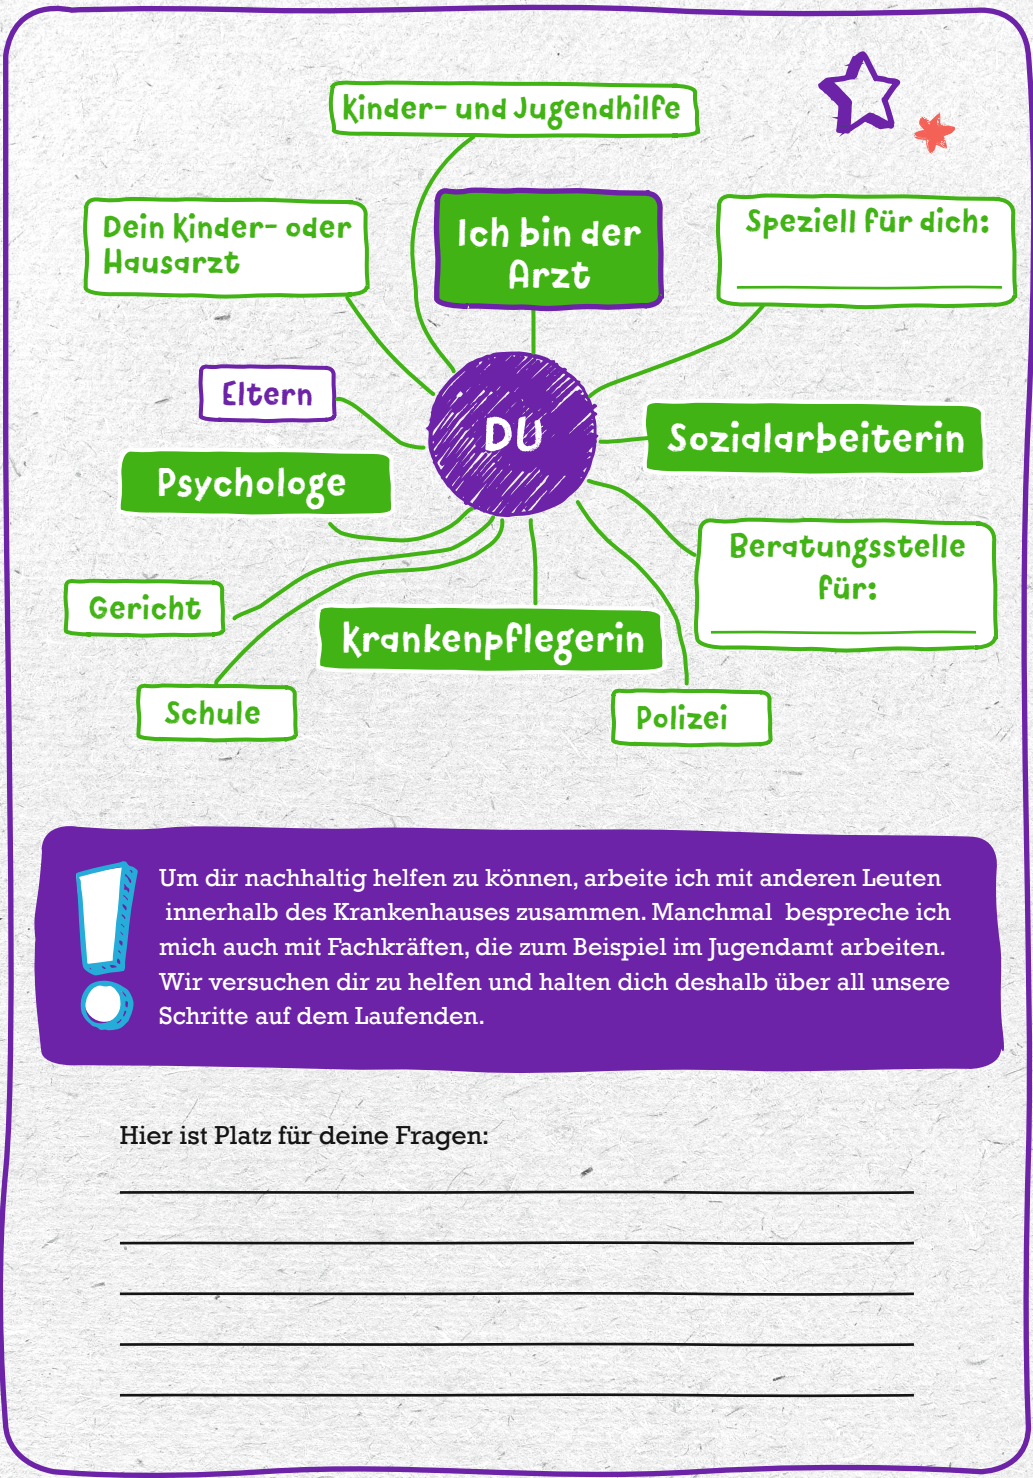 Kinder- und Jugendhilfe
Dein Kinder- oder
Hausarzt
Ich bin der
Arzt
Speziell für dich:
Eltern
DU
Sozialarbeiterin
Psychologe
Beratungsstelle
für:
Gericht
Krankenpflegerin
Schule
Polizei
Um dir nachhaltig helfen zu können, arbeite ich mit anderen Leuten
innerhalb des Krankenhauses zusammen. Manchmal bespreche ich
mich auch mit Fachkräften, die zum Beispiel im Jugendamt arbeiten.
Wir versuchen dir zu helfen und halten dich deshalb über all unsere
Schritte auf dem Laufenden.
Hier ist Platz für deine Fragen: